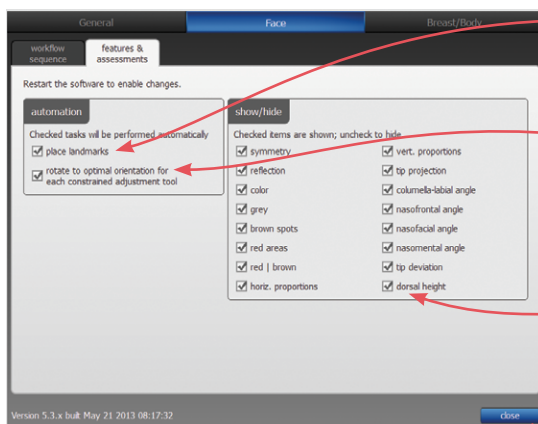 General Face Breast/Body
workflow
sequence
features &
assessments
Restart the software to enable changes.
automation
Checked tasks will be performed automatically
place landmarks
rotate to optimal orientation for
each constrained adjustment tool
show/hide
Checked items are shown; uncheck to hide
symmetry
reflection
color
grey
brown spots
red areas
red | brown
horiz. proportions
vert. proportions
tip projection
columella-labial angle
nasofrontal angle
nasofacial angle
nasomental angle
tip deviation
dorsal height
Version 5.3.x built May 21 2013 08:17:32
close